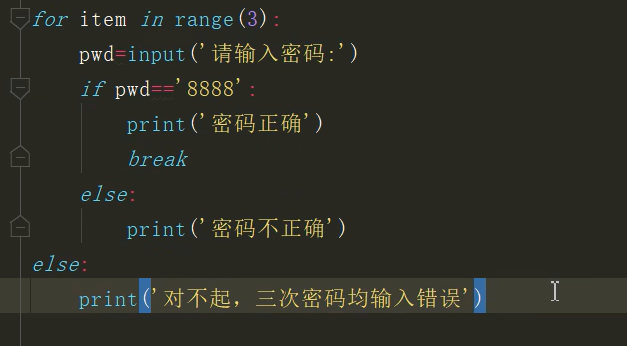 for item in range(3):
    pwd=input('请输入密码:')
    if pwd=='8888':
        print('密码正确')
        break
    else:
        print('密码不正确')
else:
    print('对不起，三次密码均输入错误')